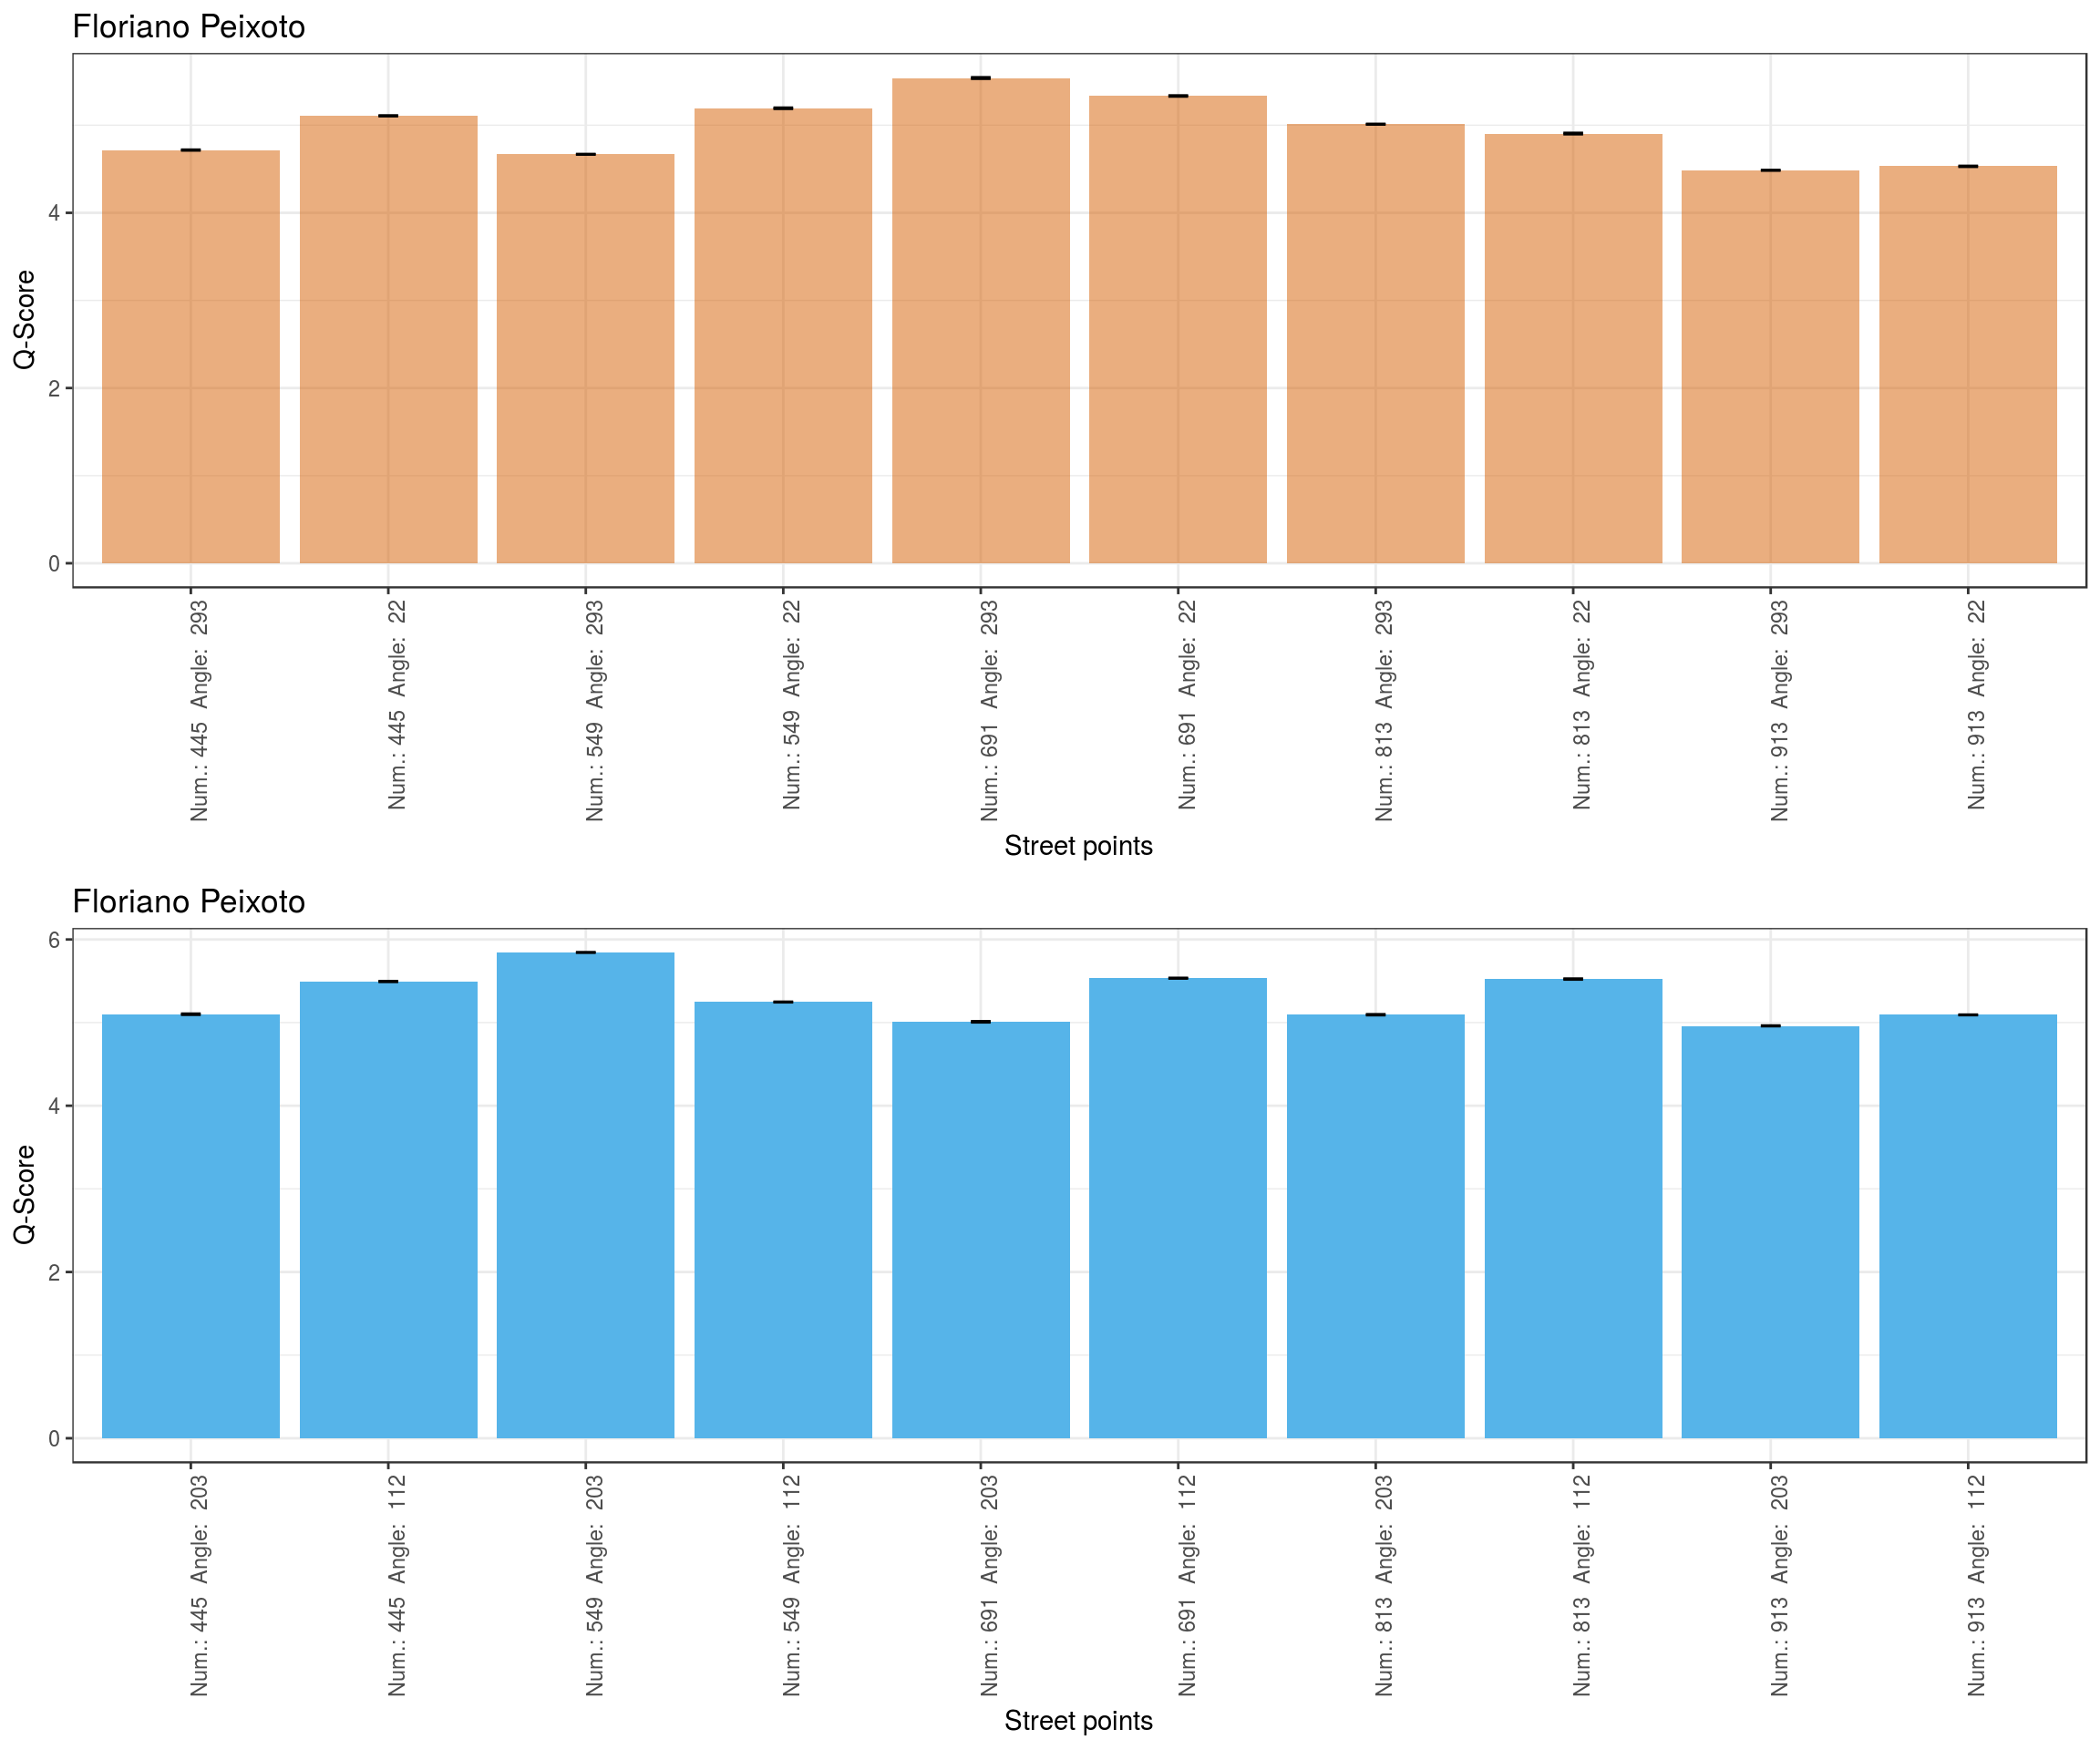 Floriano Peixoto
Q-Score
4
2
0
Num.: 445  Angle:  293
Num.: 445  Angle:  22
Num.: 549  Angle:  293
Num.: 549  Angle:  22
Num.: 691  Angle:  293
Num.: 691  Angle:  22
Num.: 813  Angle:  293
Num.: 813  Angle:  22
Num.: 913  Angle:  293
Num.: 913  Angle:  22
Street points
Floriano Peixoto
Q-Score
6
4
2
0
Num.: 445  Angle:  203
Num.: 445  Angle:  112
Num.: 549  Angle:  203
Num.: 549  Angle:  112
Num.: 691  Angle:  203
Num.: 691  Angle:  112
Num.: 813  Angle:  203
Num.: 813  Angle:  112
Num.: 913  Angle:  203
Num.: 913  Angle:  112
Street points